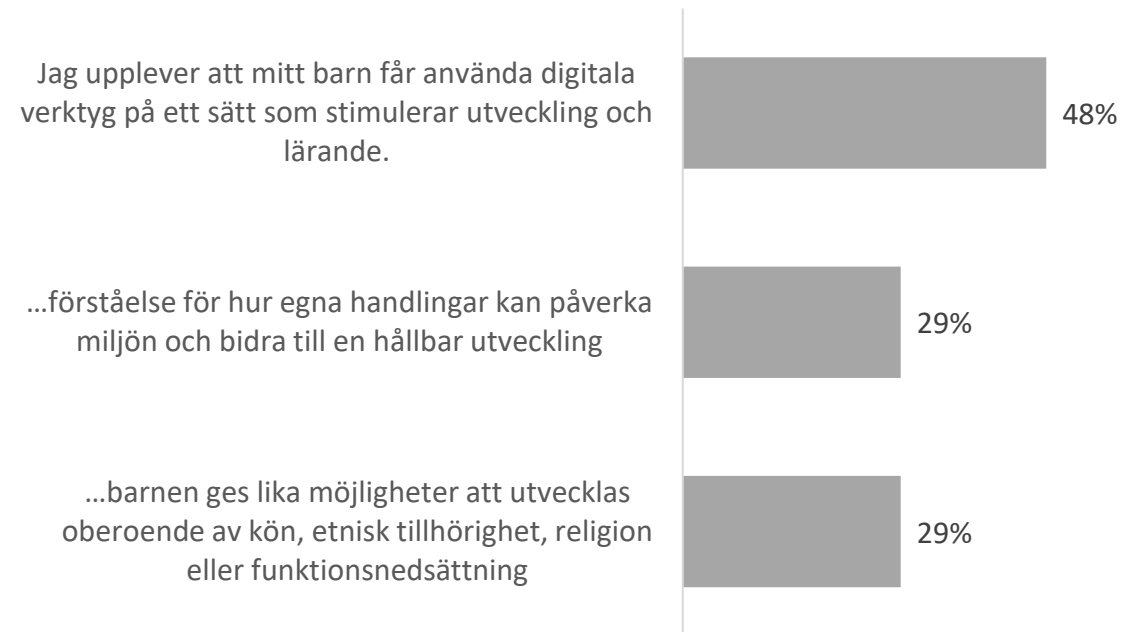 Jag upplever att mitt barn får använda digitala
verktyg på ett sätt som stimulerar utveckling och
lärande.
48%
…förståelse för hur egna handlingar kan påverka
miljön och bidra till en hållbar utveckling
29%
…barnen ges lika möjligheter att utvecklas
oberoende av kön, etnisk tillhörighet, religion
eller funktionsnedsättning
29%